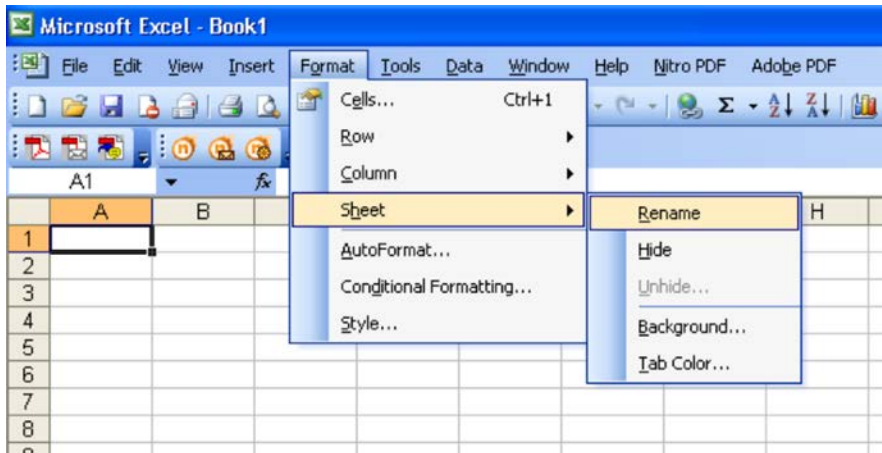 Microsoft Excel - Book1
File Edit View Insert Format Tools Data Window Help Nitro PDF Adobe PDF
Cells... Ctrl+1
Row
Column
Sheet
AutoFormat...
Conditional Formatting...
Style...
Rename
Hide
Unhide...
Background...
Tab Color...
A1 fx
A B H
1
2
3
4
5
6
7
8